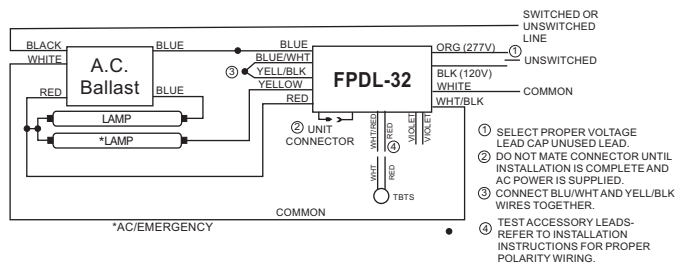 SWITCHED OR
UNSWITCHED
LINE
BLACK
BLUE
BLUE
ORG (277V)
1
WHITE
BLUE/WHT
UNSWITCHED
A.C.
Ballast
3
YELL/BLK
FPDL-32
BLK (120V)
YELLOW
WHITE
COMMON
RED
BLUE
RED
WHT/BLK
LAMP
*LAMP
2 UNIT
CONNECTOR
WHT/RED
RED
4
VIOLET
VIOLET
WHT
RED
TBTS
COMMON
*AC/EMERGENCY
1 SELECT PROPER VOLTAGE
LEAD CAP UNUSED LEAD.
2 DO NOT MATE CONNECTOR UNTIL
INSTALLATION IS COMPLETE AND
AC POWER IS SUPPLIED.
3 CONNECT BLU/WHT AND YELL/BLK
WIRES TOGETHER.
4 TEST ACCESSORY LEADS-
REFER TO INSTALLATION
INSTRUCTIONS FOR PROPER
POLARITY WIRING.